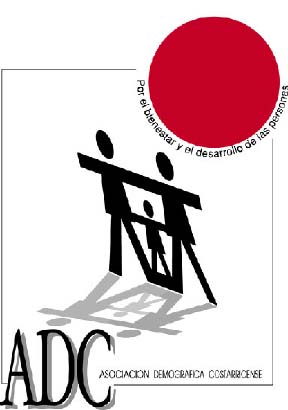 Por el bienestar y el desarrollo de las personas
ADC
ASOCIACION DEMOGRAFICA COSTARRICENSE